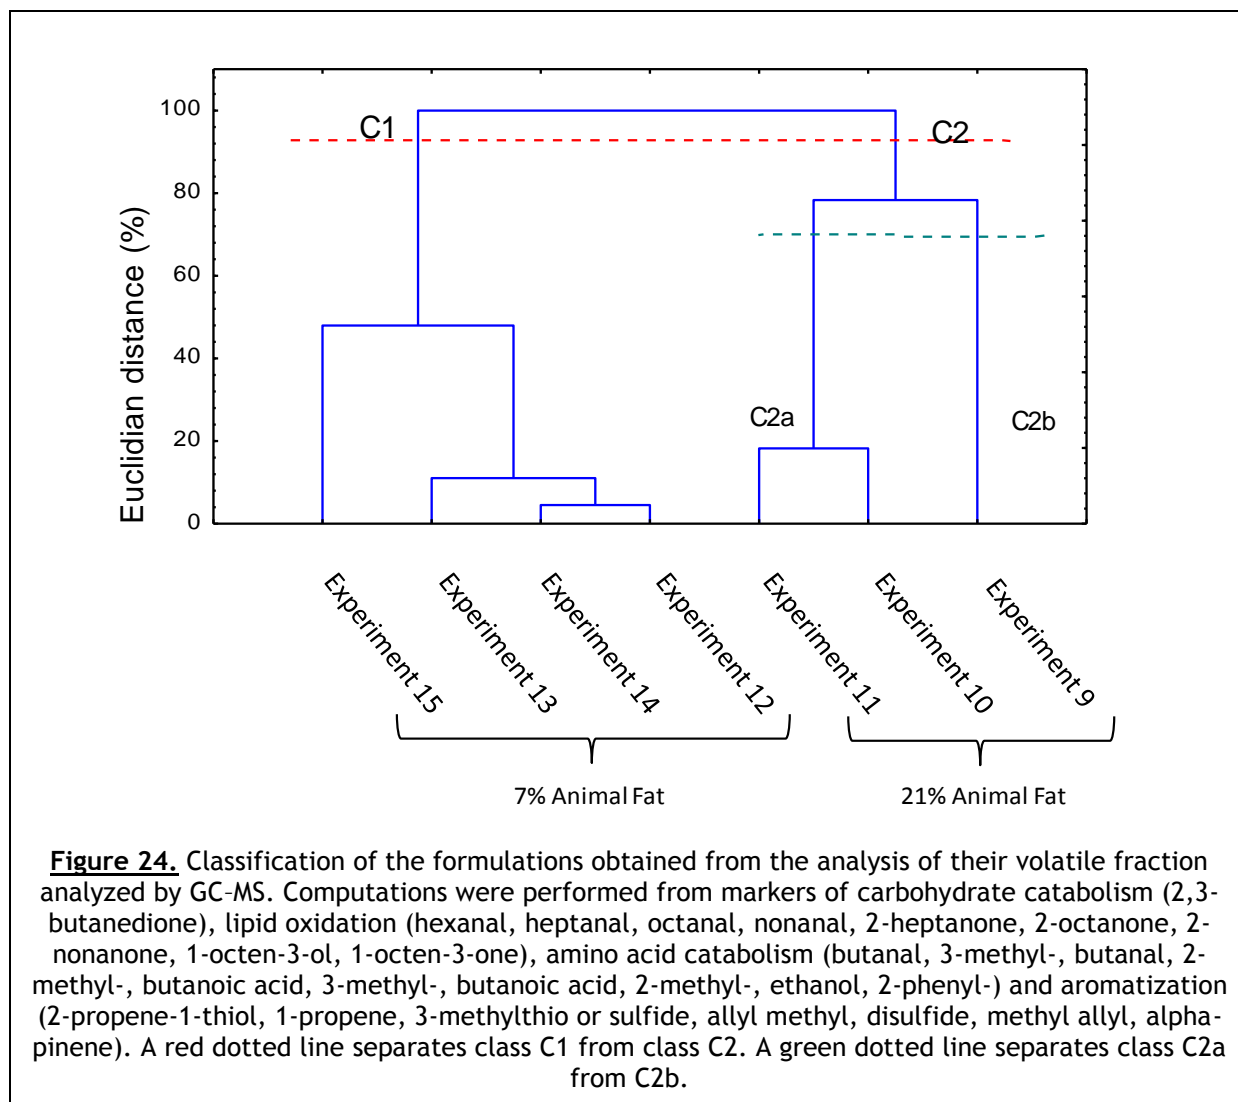 100
C1
C2
80
60
Euclidian distance (%)
40
C2a
C2b
20
0
Experiment 15
Experiment 13
Experiment 14
Experiment 12
Experiment 11
Experiment 10
Experiment 9
7% Animal Fat
21% Animal Fat
Figure 24. Classification of the formulations obtained from the analysis of their volatile fraction
analyzed by GC-MS. Computations were performed from markers of carbohydrate catabolism (2,3-
butanedione), lipid oxidation (hexanal, heptanal, octanal, nonanal, 2-heptanone, 2-octanone, 2-
nonanone, 1-octen-3-ol, 1-octen-3-one), amino acid catabolism (butanal, 3-methyl-, butanal, 2-
methyl-, butanoic acid, 3-methyl-, butanoic acid, 2-methyl-, ethanol, 2-phenyl-) and aromatization
(2-propene-1-thiol, 1-propene, 3-methylthio or sulfide, allyl methyl, disulfide, methyl allyl, alpha-
pinene). A red dotted line separates class C1 from class C2. A green dotted line separates class C2a
from C2b.